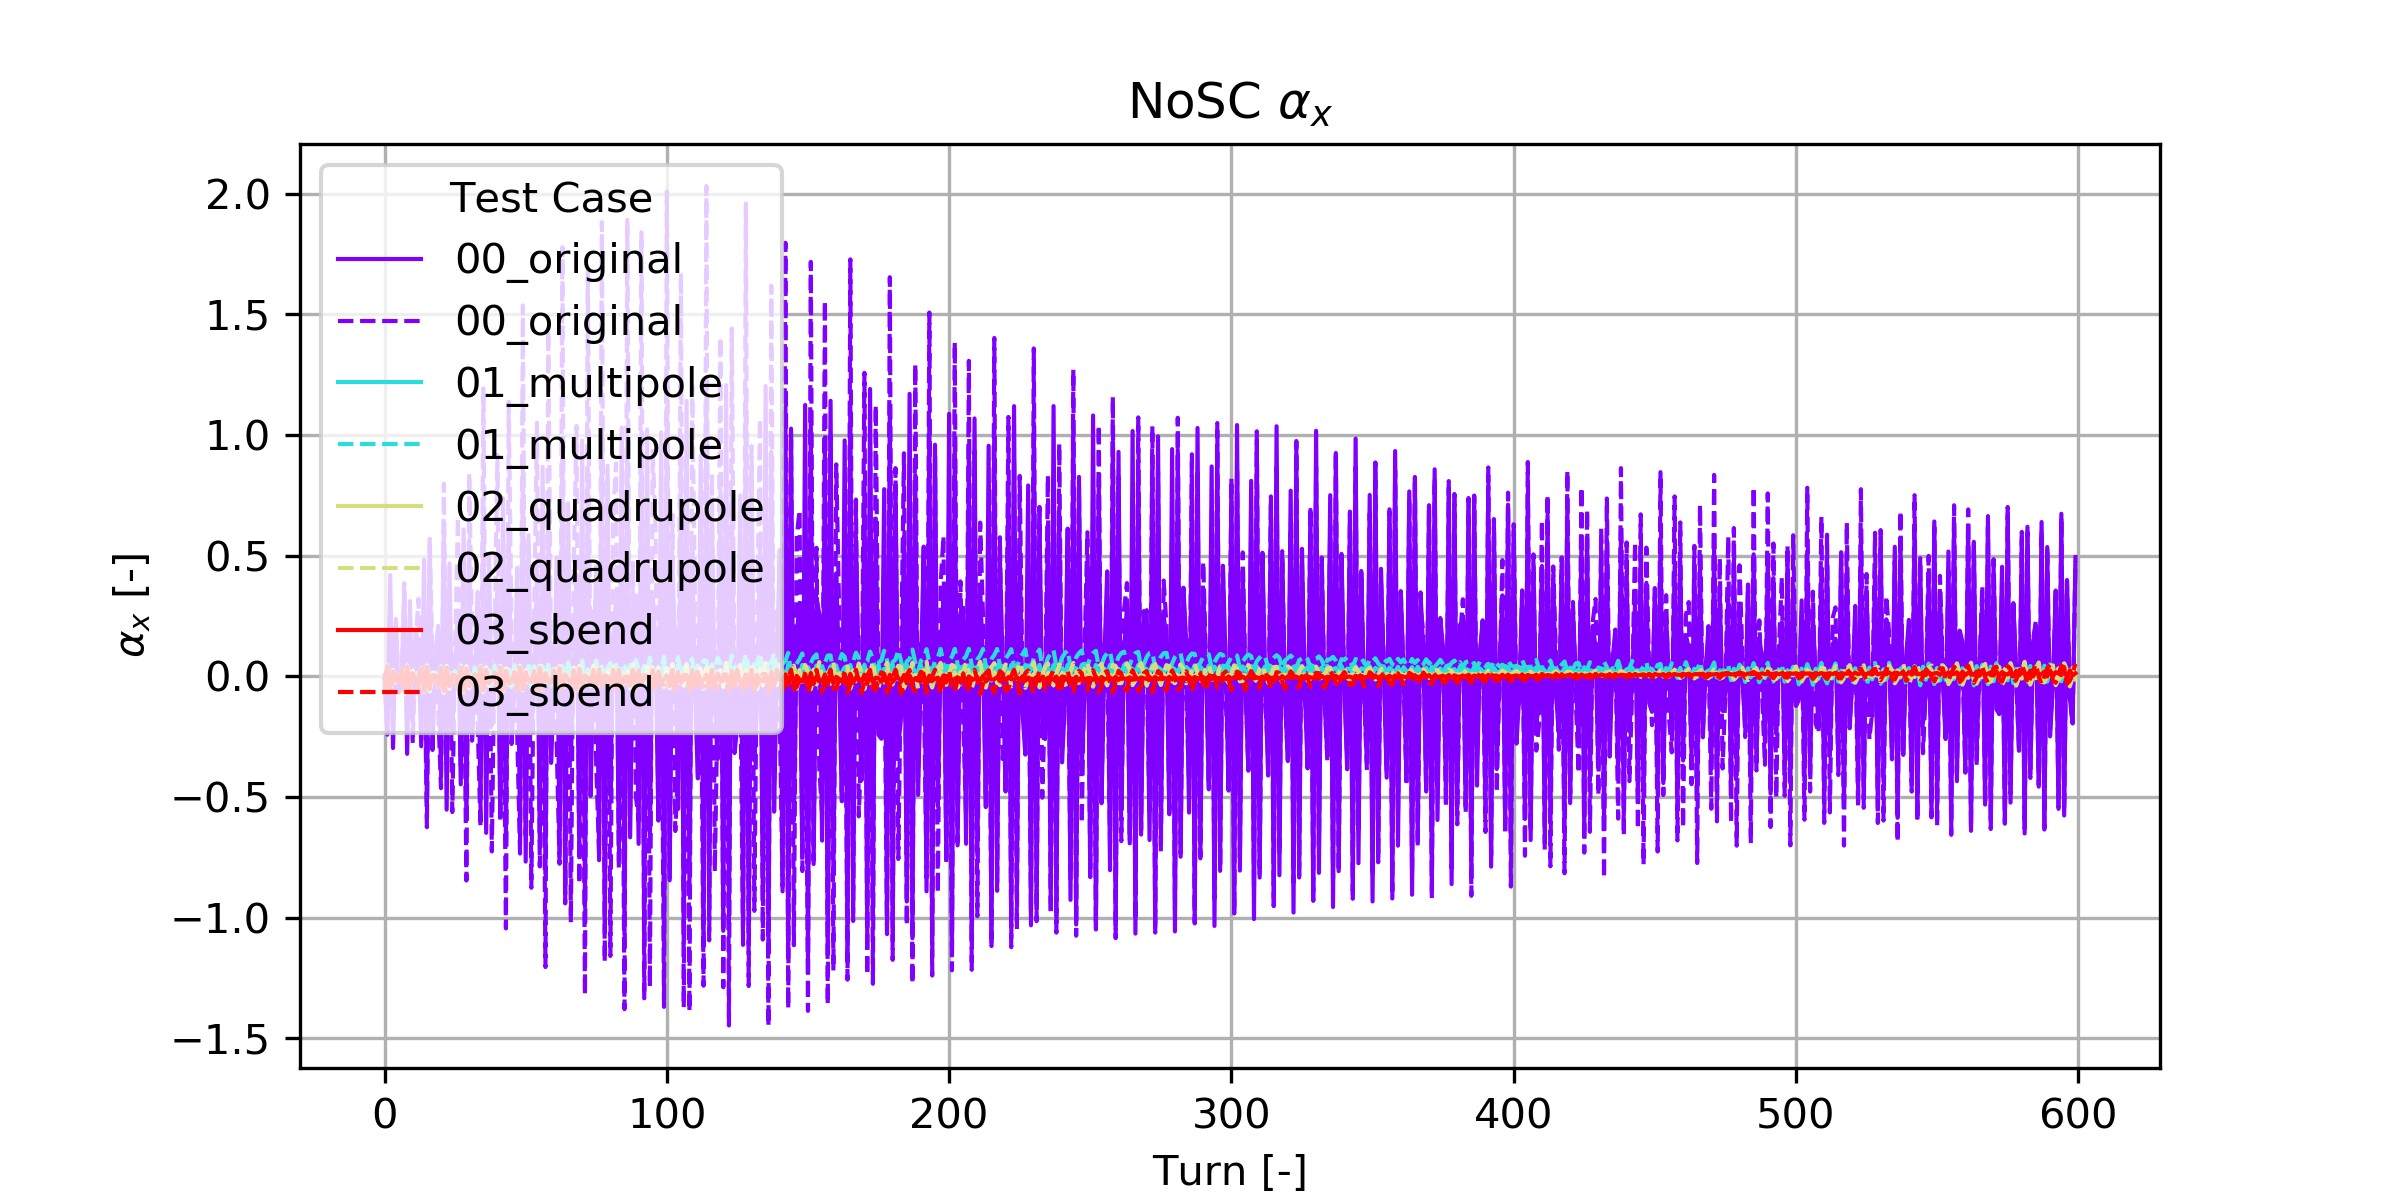 NoSC αx
Test Case
00_original
00_original
01_multipole
01_multipole
02_quadrupole
02_quadrupole
03_sbend
03_sbend
2.0
1.5
1.0
0.5
0.0
−0.5
−1.0
−1.5
αx [-]
0 100 200 300 400 500 600
Turn [-]